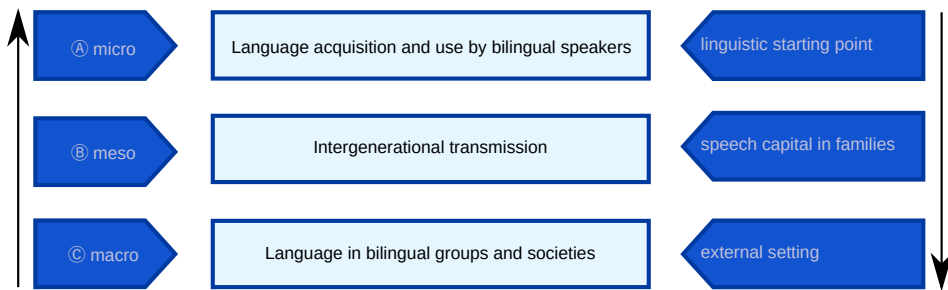 Ⓐ micro
Language acquisition and use by bilingual speakers
linguistic starting point
Ⓑ meso
Intergenerational transmission
speech capital in families
Ⓒ macro
Language in bilingual groups and societies
external setting